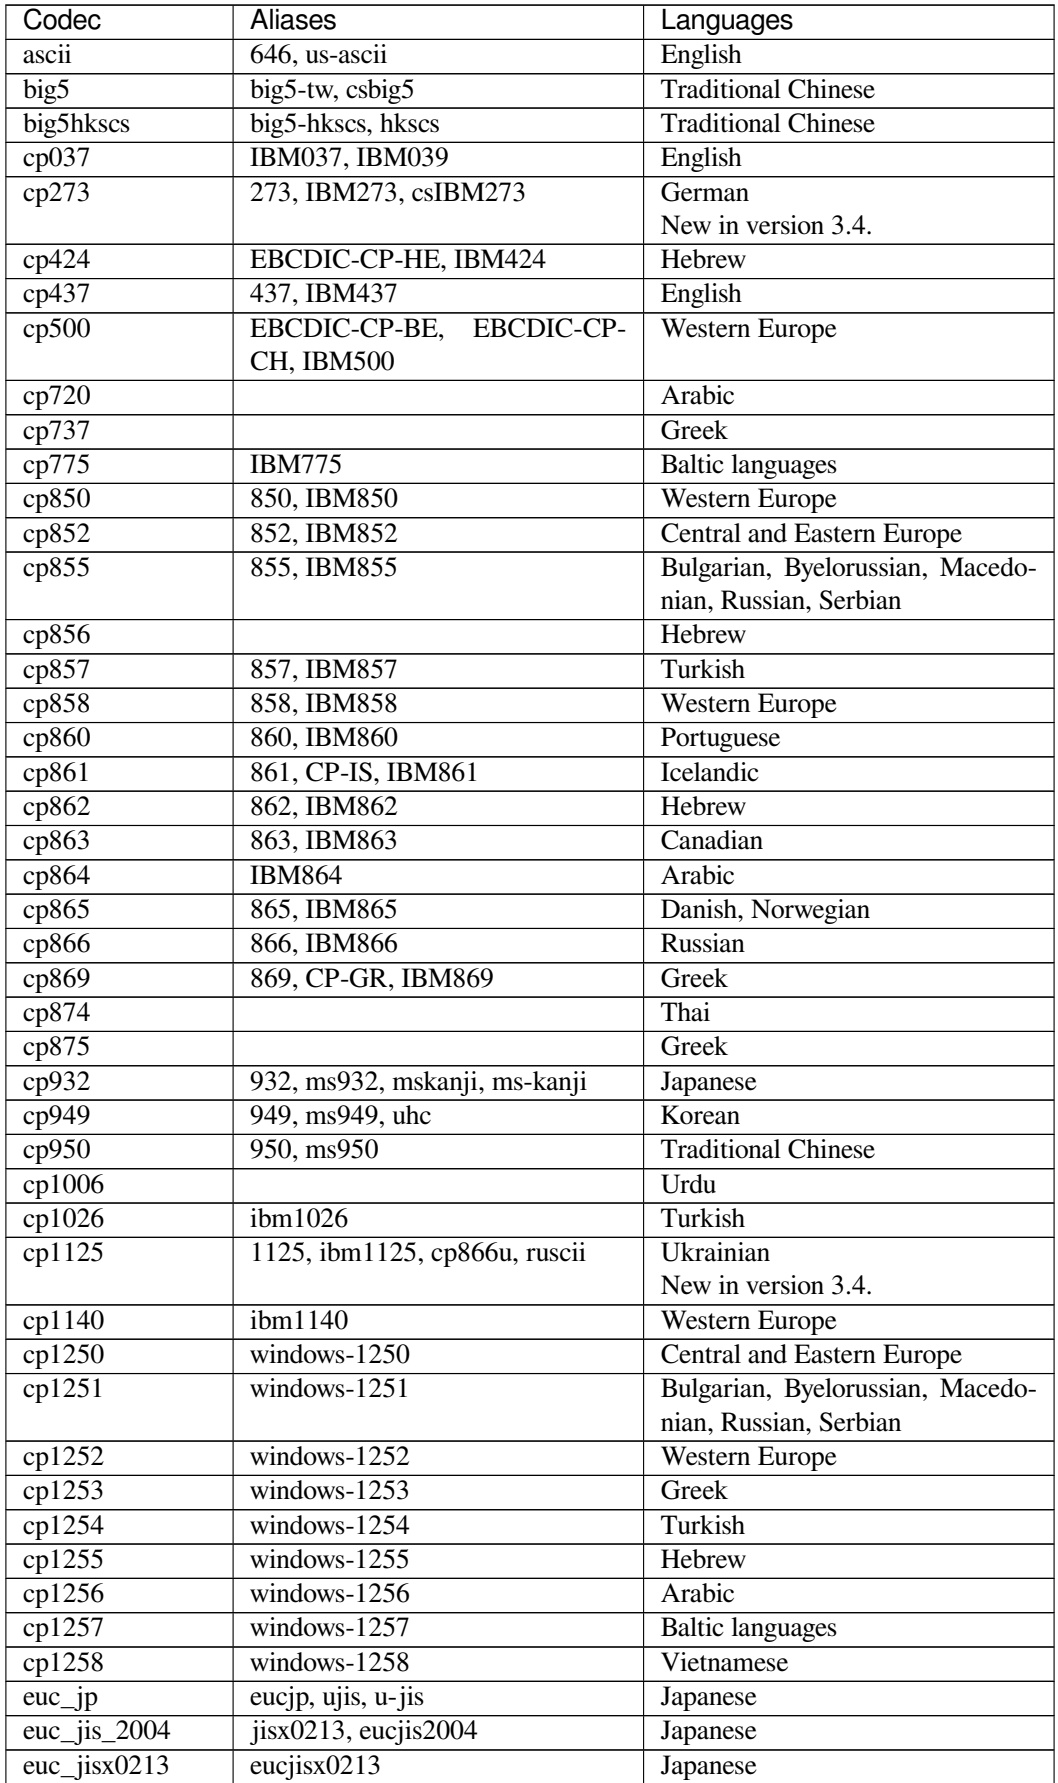 Codec Aliases Languages
ascii 646, us-ascii English
big5 big5-tw, csbig5 Traditional Chinese
big5hkscs big5-hkscs, hkscs Traditional Chinese
cp037 IBM037, IBM039 English
cp273 273, IBM273, csIBM273 German
New in version 3.4.
cp424 EBCDIC-CP-HE, IBM424 Hebrew
cp437 437, IBM437 English
cp500 EBCDIC-CP-BE, EBCDIC-CP- Western Europe
CH, IBM500
cp720 Arabic
cp737 Greek
cp775 IBM775 Baltic languages
cp850 850, IBM850 Western Europe
cp852 852, IBM852 Central and Eastern Europe
cp855 855, IBM855 Bulgarian, Byelorussian, Macedo-
nian, Russian, Serbian
cp856 Hebrew
cp857 857, IBM857 Turkish
cp858 858, IBM858 Western Europe
cp860 860, IBM860 Portuguese
cp861 861, CP-IS, IBM861 Icelandic
cp862 862, IBM862 Hebrew
cp863 863, IBM863 Canadian
cp864 IBM864 Arabic
cp865 865, IBM865 Danish, Norwegian
cp866 866, IBM866 Russian
cp869 869, CP-GR, IBM869 Greek
cp874 Thai
cp875 Greek
cp932 932, ms932, mskanji, ms-kanji Japanese
cp949 949, ms949, uhc Korean
cp950 950, ms950 Traditional Chinese
cp1006 Urdu
cp1026 ibm1026 Turkish
cp1125 1125, ibm1125, cp866u, ruscii Ukrainian
New in version 3.4.
cp1140 ibm1140 Western Europe
cp1250 windows-1250 Central and Eastern Europe
cp1251 windows-1251 Bulgarian, Byelorussian, Macedo-
nian, Russian, Serbian
cp1252 windows-1252 Western Europe
cp1253 windows-1253 Greek
cp1254 windows-1254 Turkish
cp1255 windows-1255 Hebrew
cp1256 windows-1256 Arabic
cp1257 windows-1257 Baltic languages
cp1258 windows-1258 Vietnamese
euc_jp eucjp, ujis, u-jis Japanese
euc_jis_2004 jisx0213, eucjis2004 Japanese
euc_jisx0213 eucjisx0213 Japanese